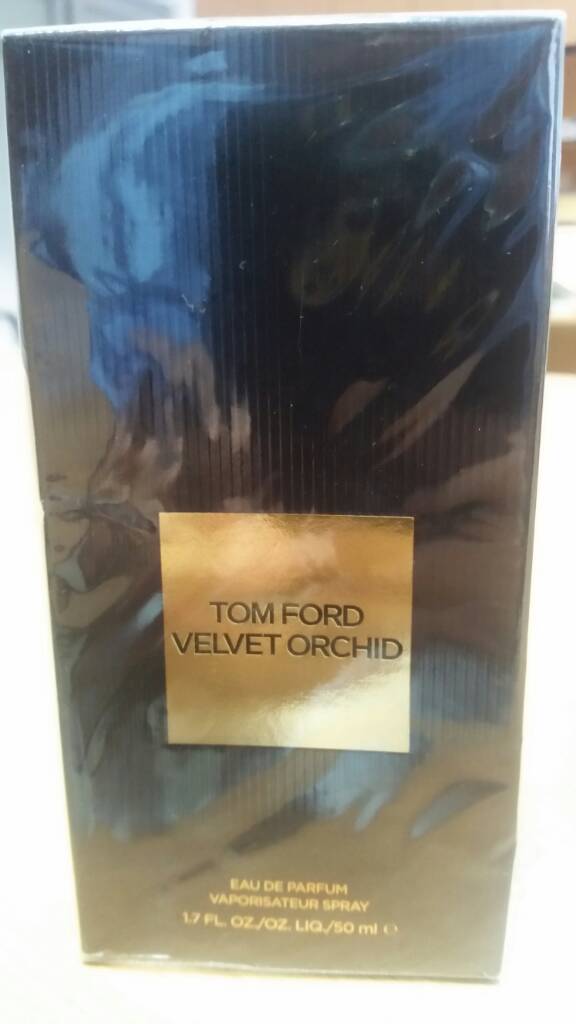 TOM FORD
VELVET ORCHID
EAU DE PARFUM
VAPORISATEUR SPRAY
1.7 FL. OZ./OZ. LIQ./50 ml ℮